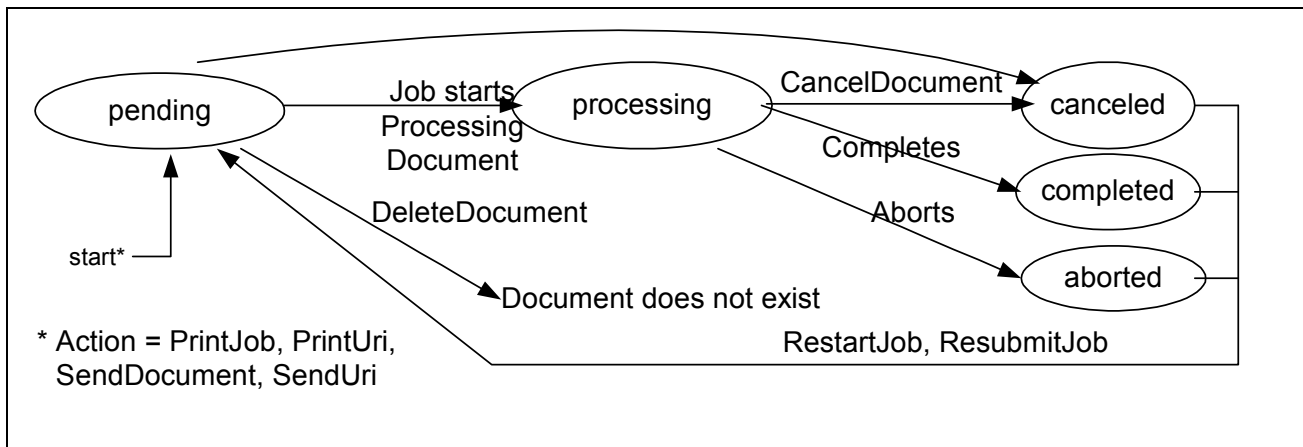 pending
Job starts
Processing
Document
processing
CancelDocument
canceled
Completes
completed
DeleteDocument
Aborts
aborted
start*
Document does not exist
RestartJob, ResubmitJob
* Action = PrintJob, PrintUri,
SendDocument, SendUri